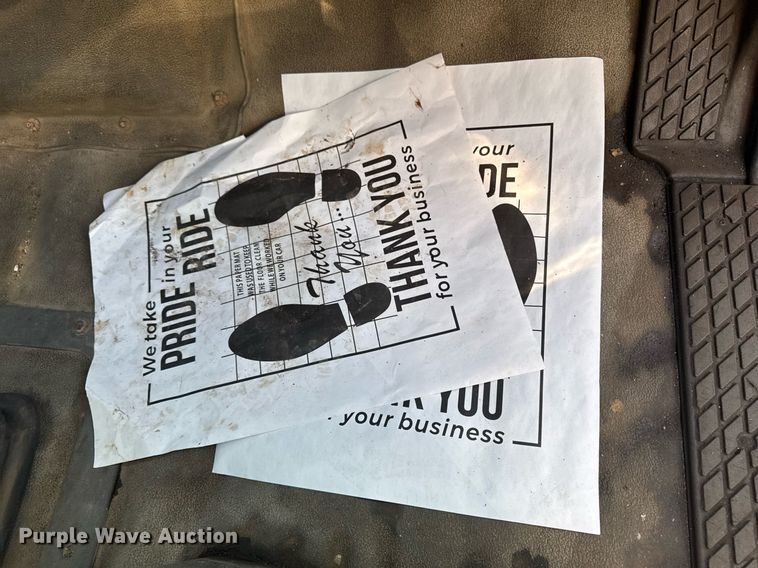 We take
PRIDE in your
RIDE
THIS PAPER MAT
WAS USED TO KEEP
THE FLOOR CLEAN
WHILE WE WORKED
ON YOUR CAR
Thank
You...
THANK YOU
for your business
your
DE
YOU
your business
Purple Wave Auction